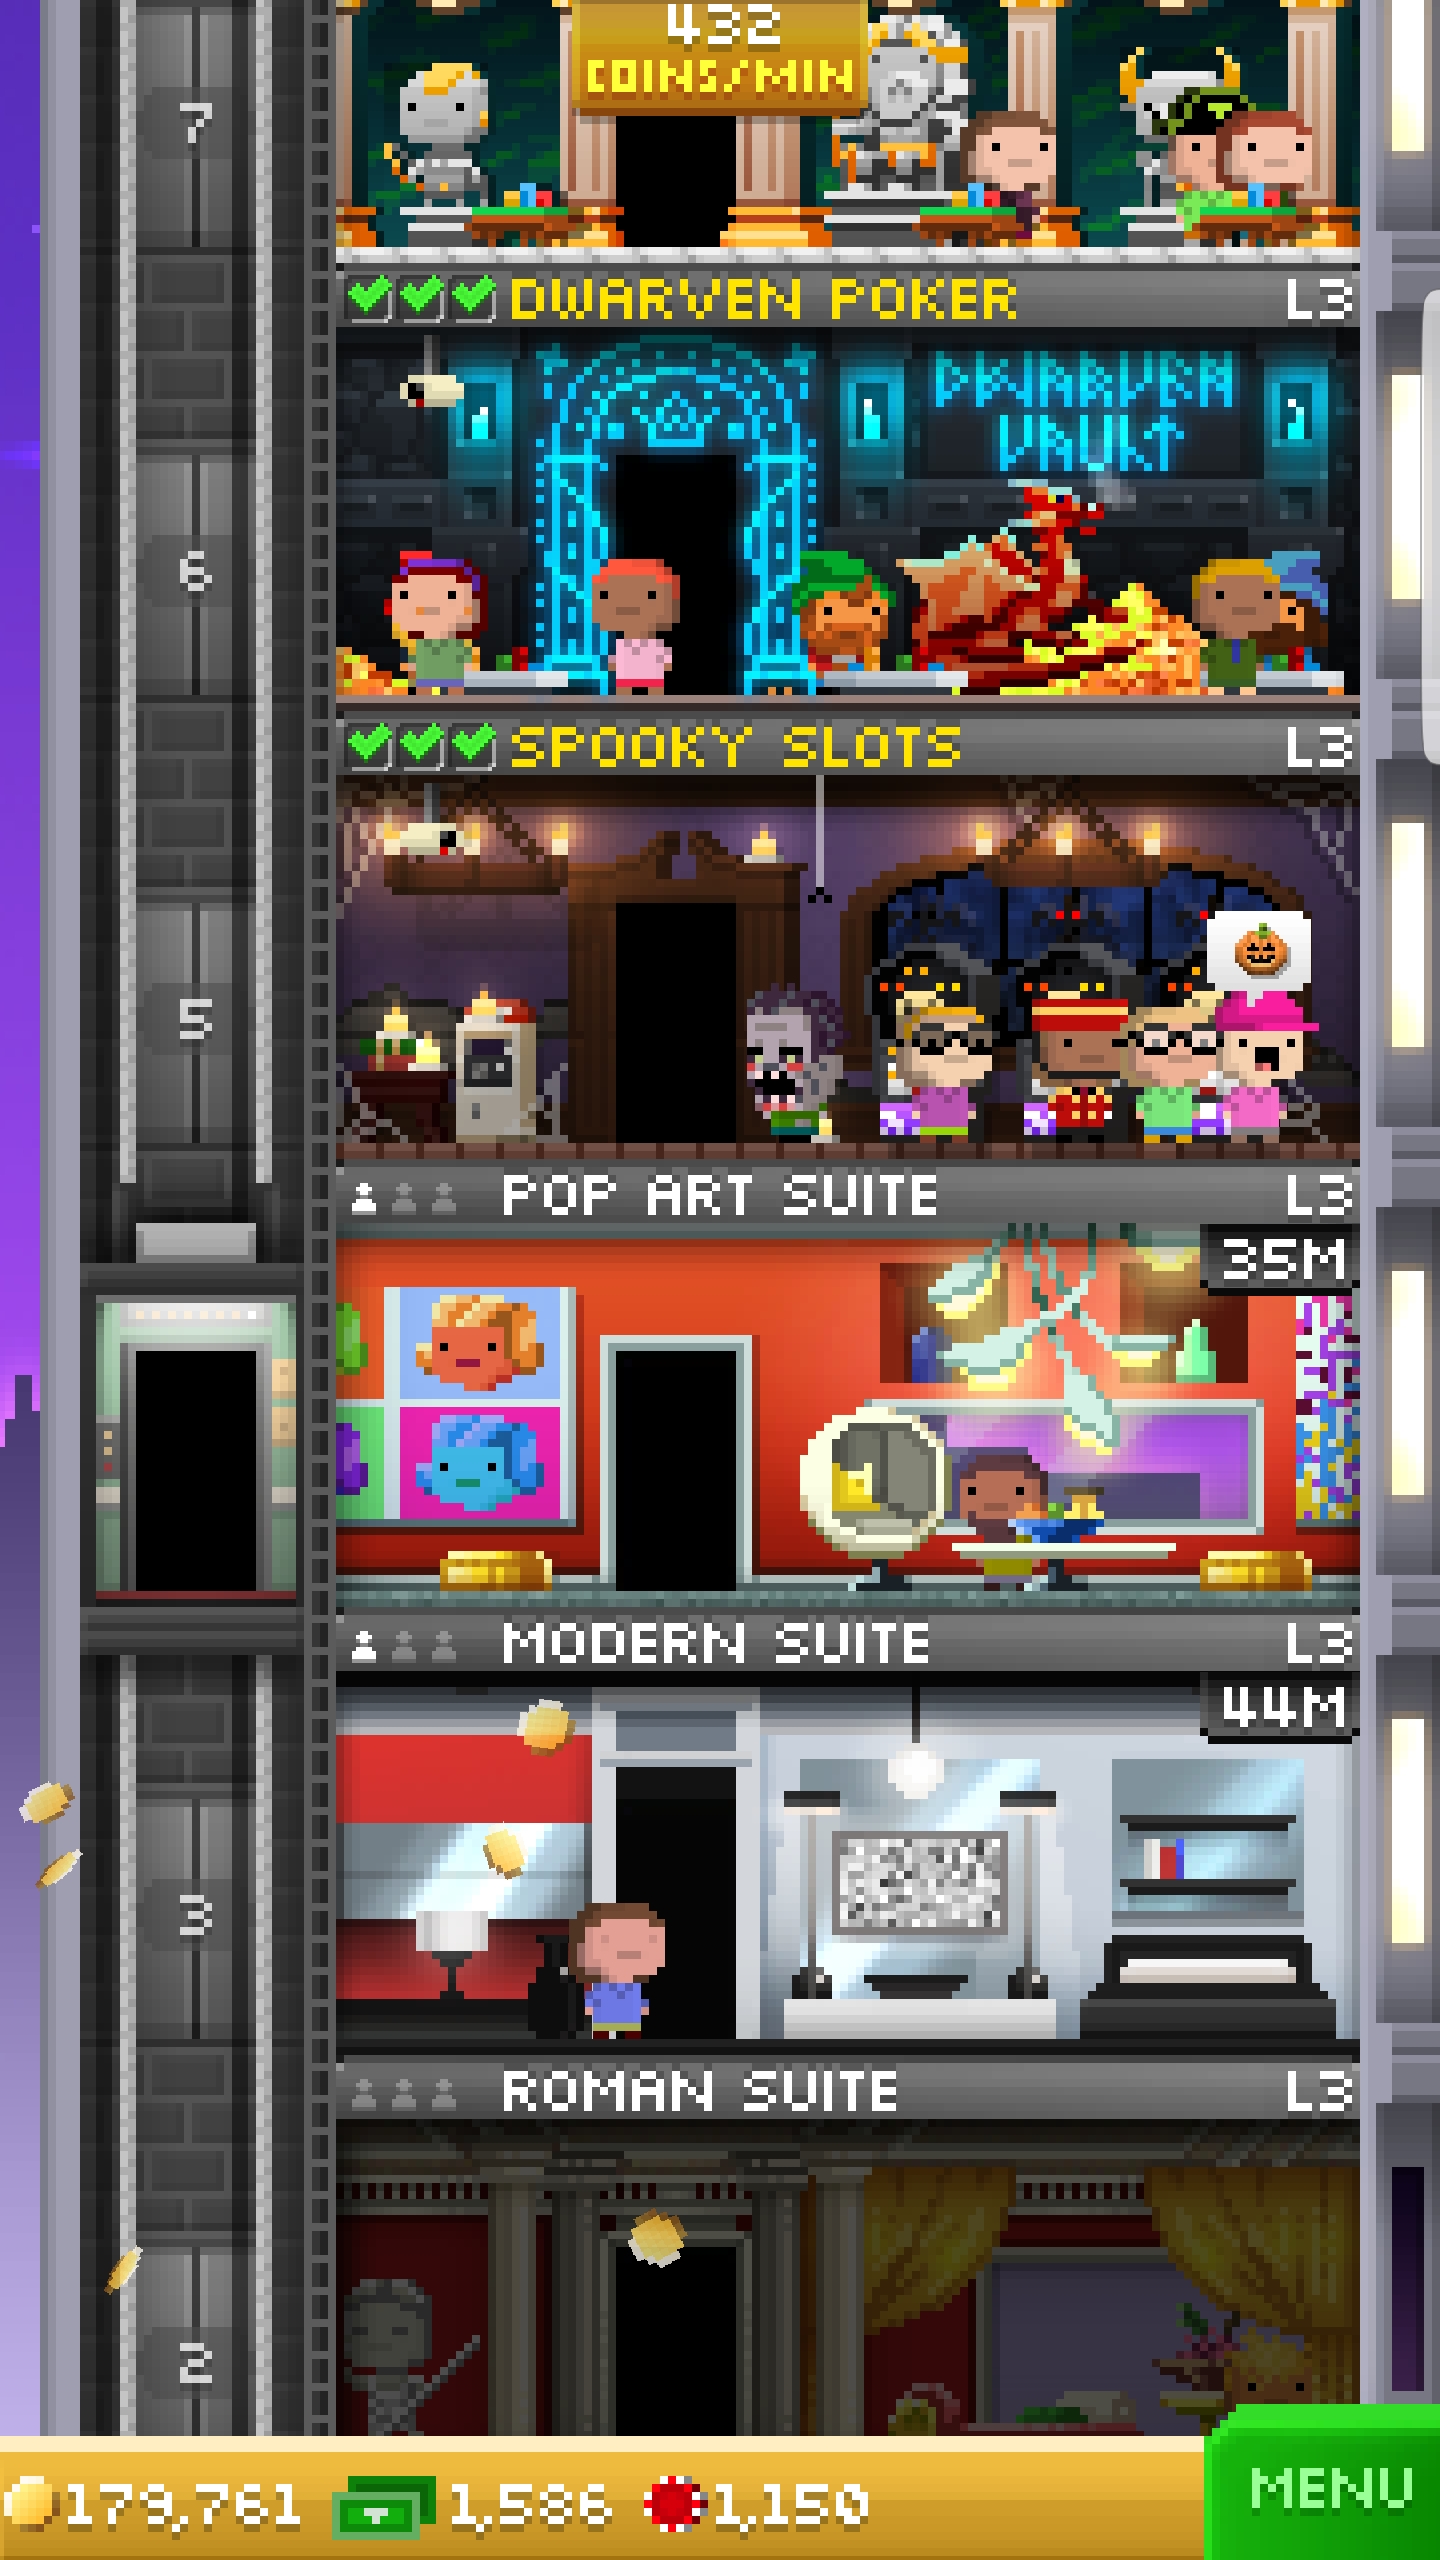 432
COINS/MIN
7
DWARVEN POKER L3
DWARVEN
VAULT
6
SPOOKY SLOTS L3
5
POP ART SUITE L3
35M
MODERN SUITE L3
44M
3
ROMAN SUITE L3
2
179,761 1,586 1,150
MENU